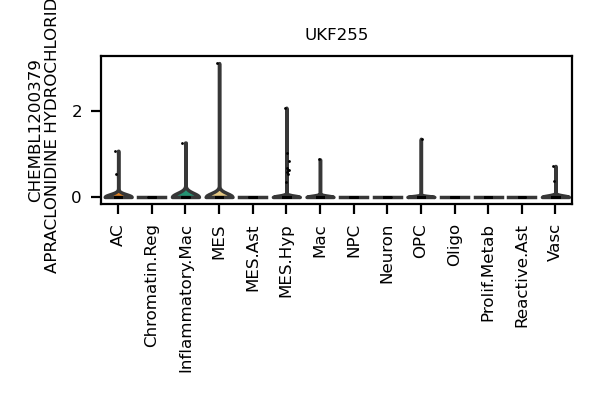 UKF255
CHEMBL1200379
APRACLONIDINE HYDROCHLORID
2
0
AC
Chromatin.Reg
Inflammatory.Mac
MES
MES.Ast
MES.Hyp
Mac
NPC
Neuron
OPC
Oligo
Prolif.Metab
Reactive.Ast
Vasc